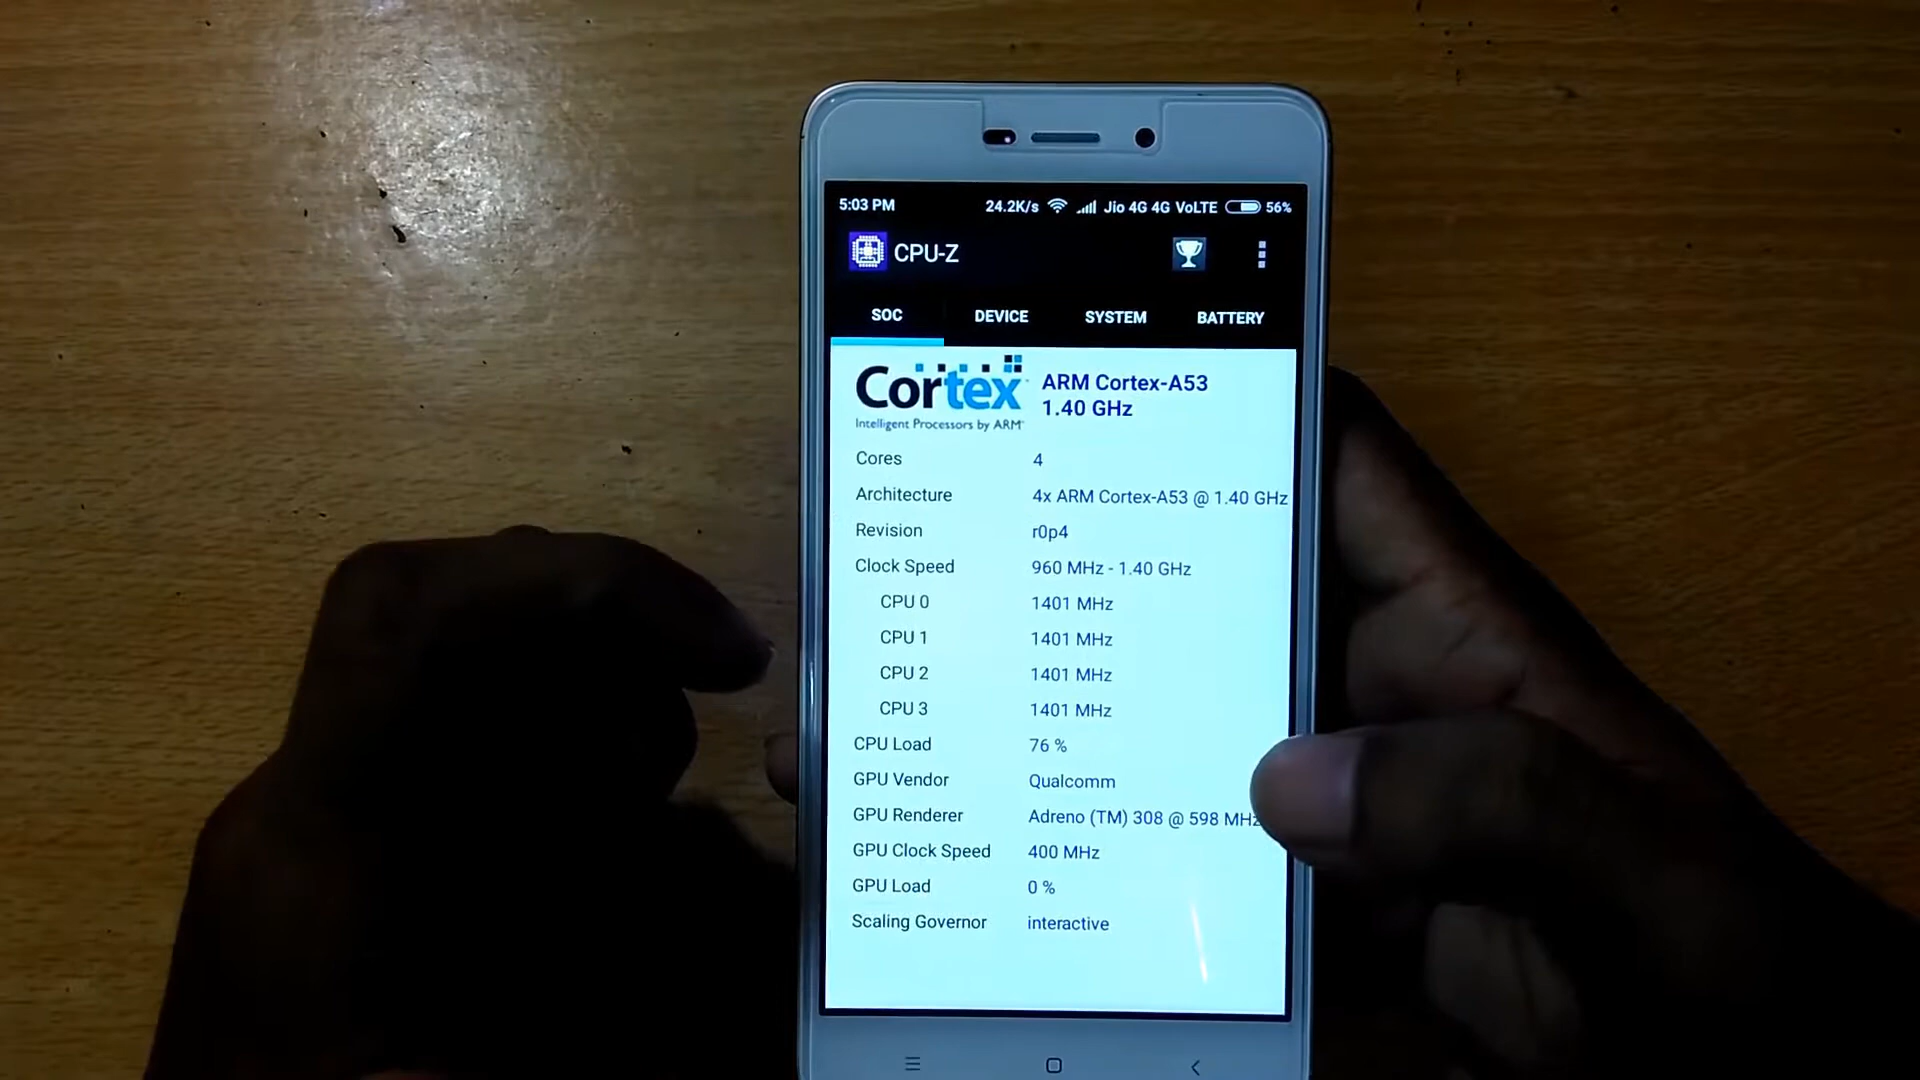 5:03 PM 24.2K/s Jio 4G 4G VoLTE 56%
CPU-Z
SOC DEVICE SYSTEM BATTERY
Cortex
Intelligent Processors by ARM
ARM Cortex-A53
1.40 GHz
Cores 4
Architecture 4x ARM Cortex-A53 @ 1.40 GHz
Revision r0p4
Clock Speed 960 MHz - 1.40 GHz
CPU 0 1401 MHz
CPU 1 1401 MHz
CPU 2 1401 MHz
CPU 3 1401 MHz
CPU Load 76 %
GPU Vendor Qualcomm
GPU Renderer Adreno (TM) 308 @ 598 MHz
GPU Clock Speed 400 MHz
GPU Load 0 %
Scaling Governor interactive